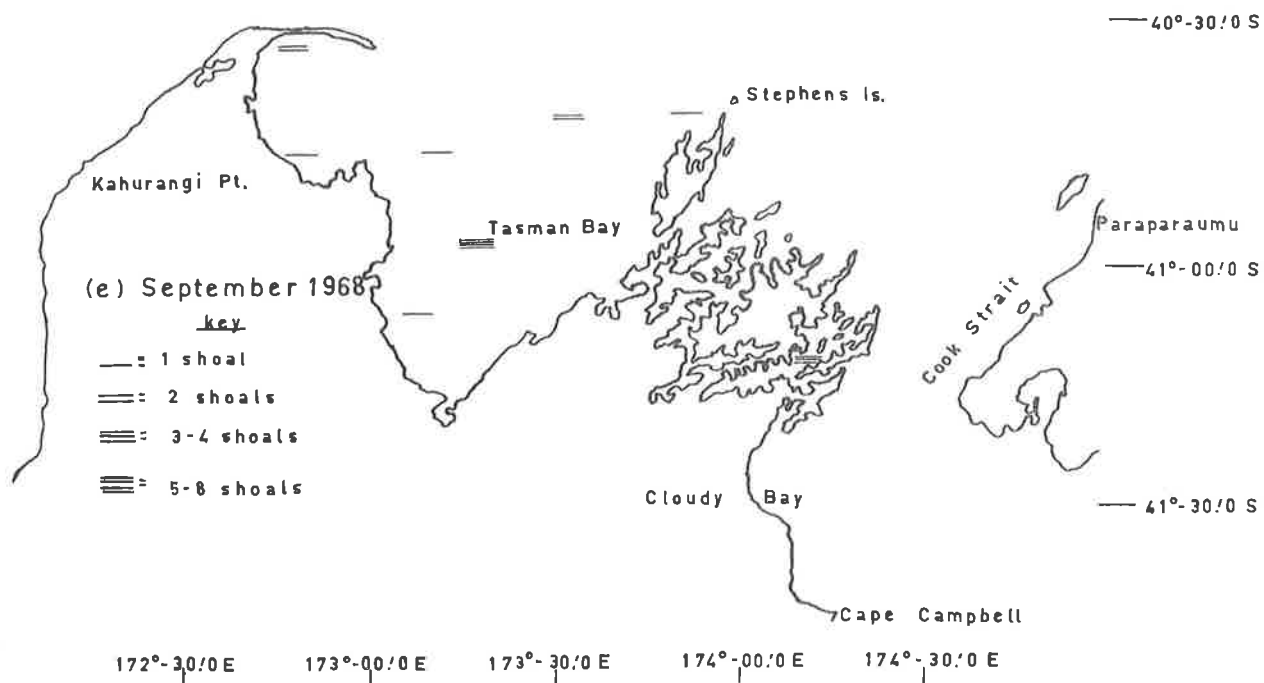 40°-30!0 S
Stephens Is.
Kahurangi Pt.
Tasman Bay
Paraparaumu
41°-00!0 S
(e) September 1968
key
= 1 shoal
= 2 shoals
= 3-4 shoals
= 5-8 shoals
Cook Strait
Cloudy Bay
41°-30!0 S
Cape Campbell
172°-30!0 E 173°-00!0 E 173°-30!0 E 174°-00!0 E 174°-30!0 E